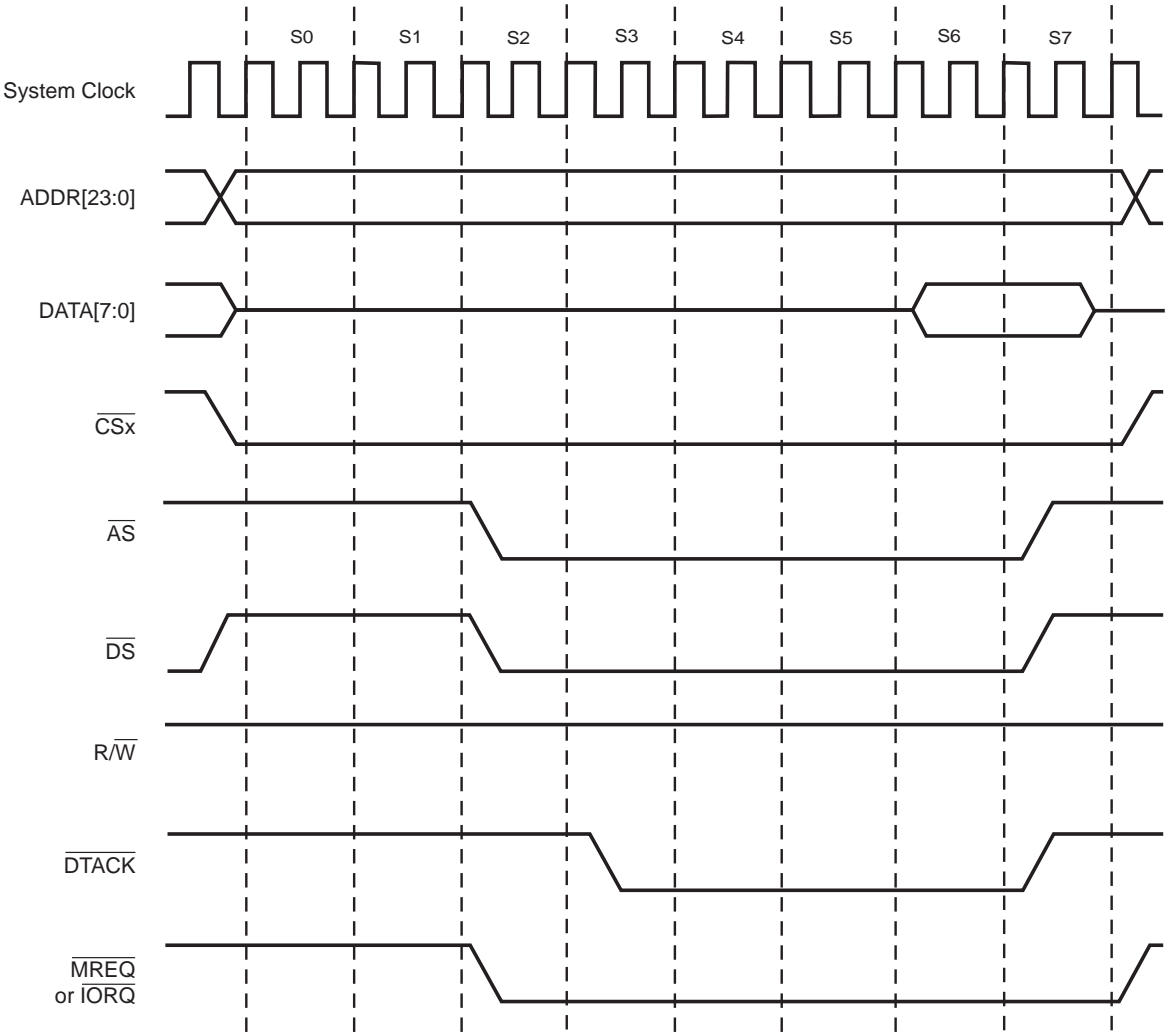 S0 S1 S2 S3 S4 S5 S6 S7
System Clock
ADDR[23:0]
DATA[7:0]
CSx
AS
DS
R/W
DTACK
MREQ
or IORQ